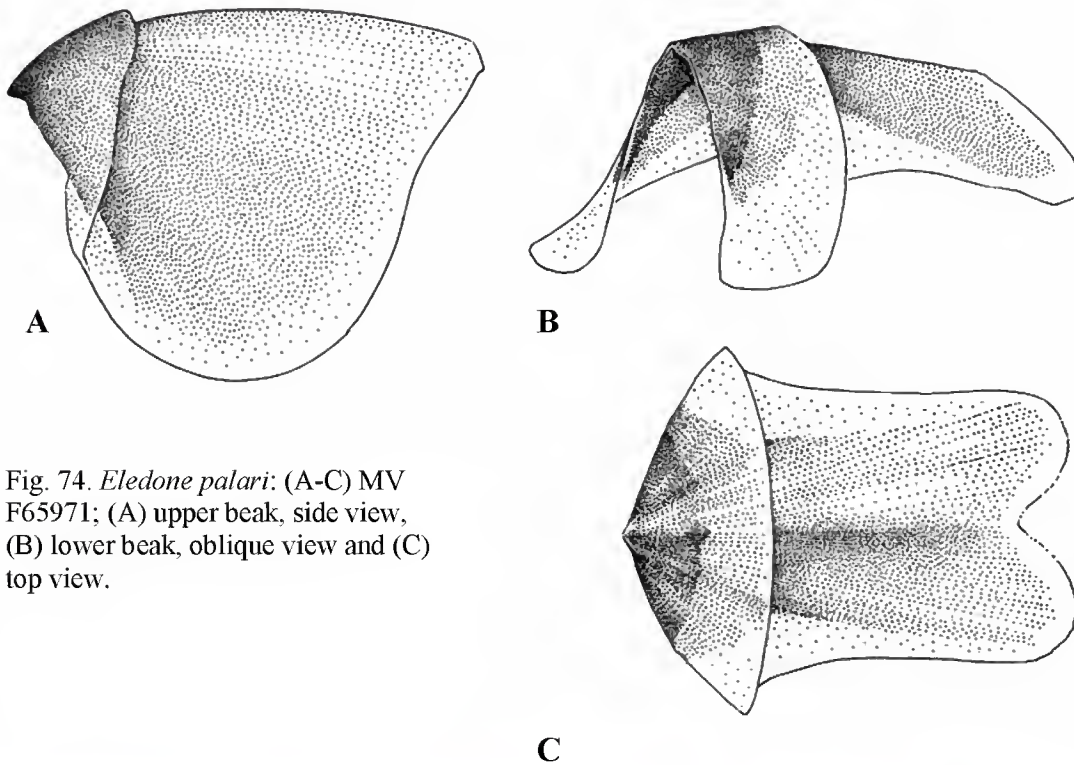 A
B
Fig. 74. Eledone palari: (A-C) MV
F65971; (A) upper beak, side view,
(B) lower beak, oblique view and (C)
top view.
C